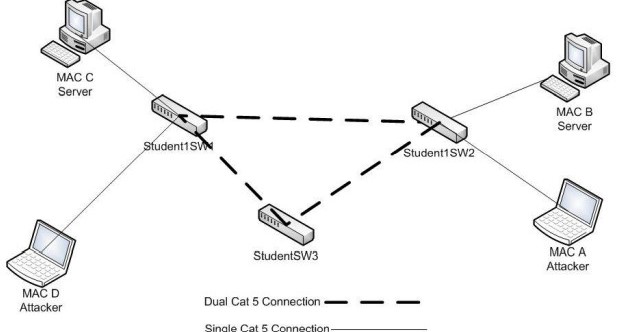 MAC C
Server
Student1SW1
Student1SW2
MAC B
Server
StudentSW3
MAC D
Attacker
MAC A
Attacker
Dual Cat 5 Connection
Single Cat 5 Connection